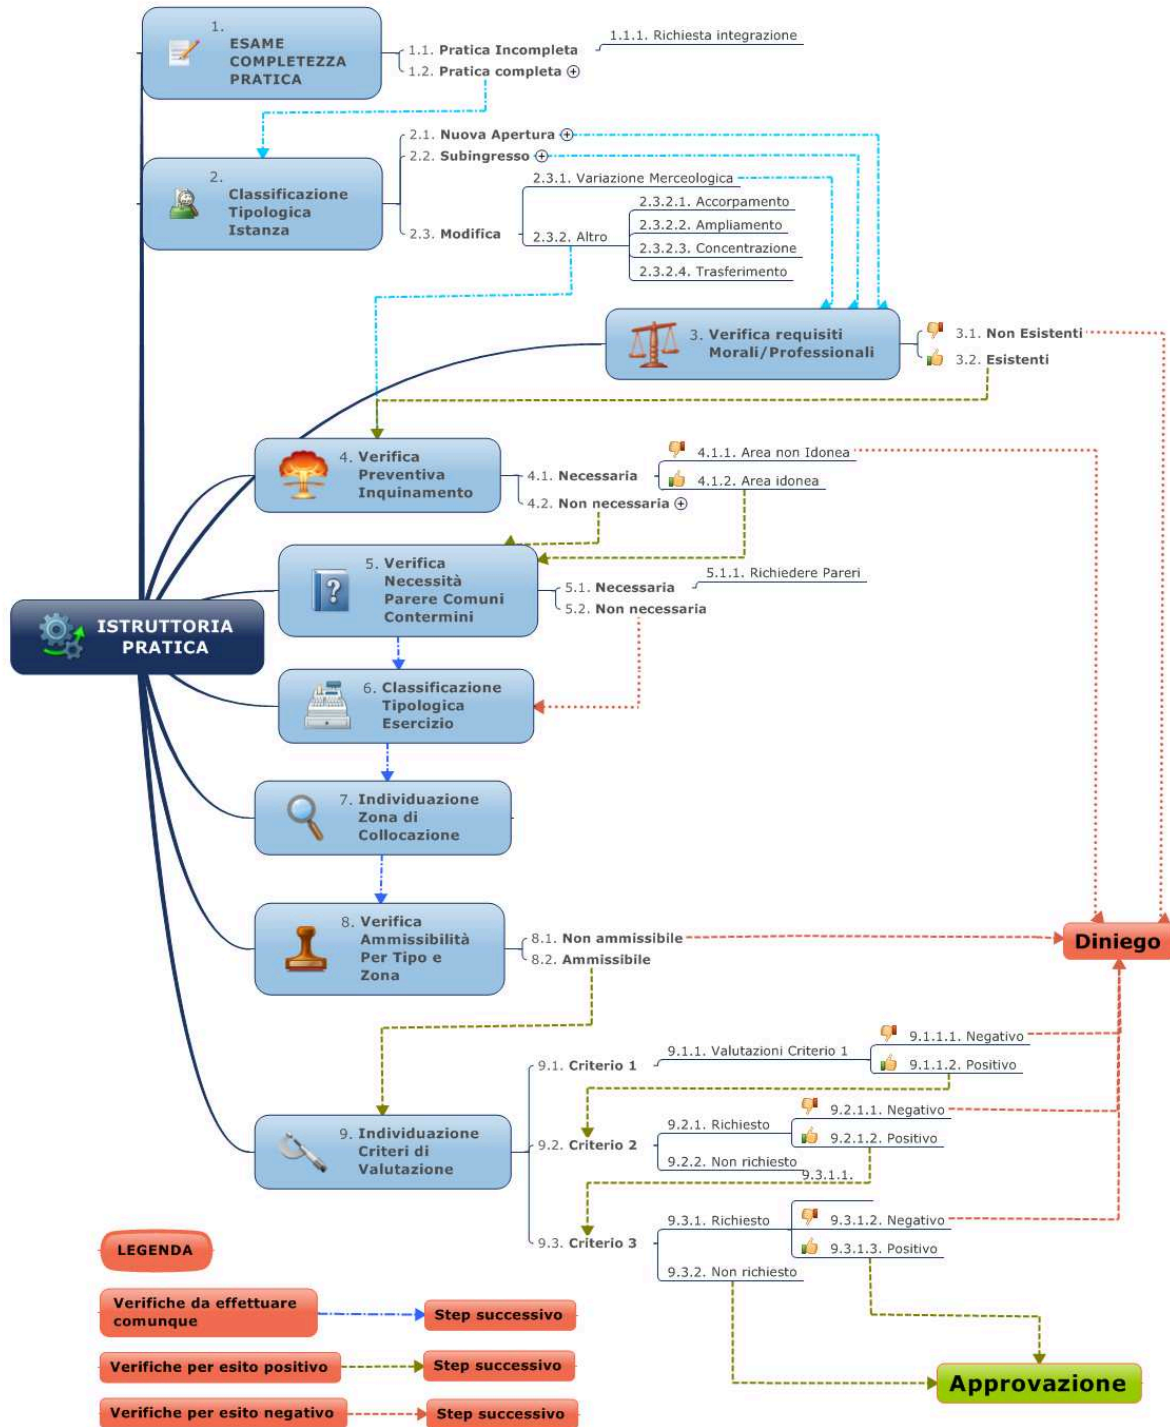 1.
ESAME
COMPLETEZZA
PRATICA
1.1. Pratica Incompleta
1.1.1. Richiesta integrazione
1.2. Pratica completa
2.
Classificazione
Tipologica
Istanza
2.1. Nuova Apertura
2.2. Subingresso
2.3. Modifica
2.3.1. Variazione Merceologica
2.3.2. Altro
2.3.2.1. Accorpamento
2.3.2.2. Ampliamento
2.3.2.3. Concentrazione
2.3.2.4. Trasferimento
3. Verifica requisiti
Morali/Professionali
3.1. Non Esistenti
3.2. Esistenti
4. Verifica
Preventiva
Inquinamento
4.1. Necessaria
4.1.1. Area non Idonea
4.1.2. Area idonea
4.2. Non necessaria
5. Verifica
Necessità
Parere Comuni
Contermini
5.1. Necessaria
5.1.1. Richiedere Pareri
5.2. Non necessaria
ISTRUTTORIA
PRATICA
6. Classificazione
Tipologica
Esercizio
7. Individuazione
Zona di
Collocazione
8. Verifica
Ammissibilità
Per Tipo e
Zona
8.1. Non ammissibile
8.2. Ammissibile
Diniego
9. Individuazione
Criteri di
Valutazione
9.1. Criterio 1
9.1.1. Valutazioni Criterio 1
9.1.1.1. Negativo
9.1.1.2. Positivo
9.2. Criterio 2
9.2.1. Richiesto
9.2.1.1. Negativo
9.2.1.2. Positivo
9.2.2. Non richiesto
9.3.1.1.
9.3. Criterio 3
9.3.1. Richiesto
9.3.1.2. Negativo
9.3.1.3. Positivo
9.3.2. Non richiesto
LEGENDA
Verifiche da effettuare
comunque
Step successivo
Verifiche per esito positivo
Step successivo
Verifiche per esito negativo
Step successivo
Approvazione